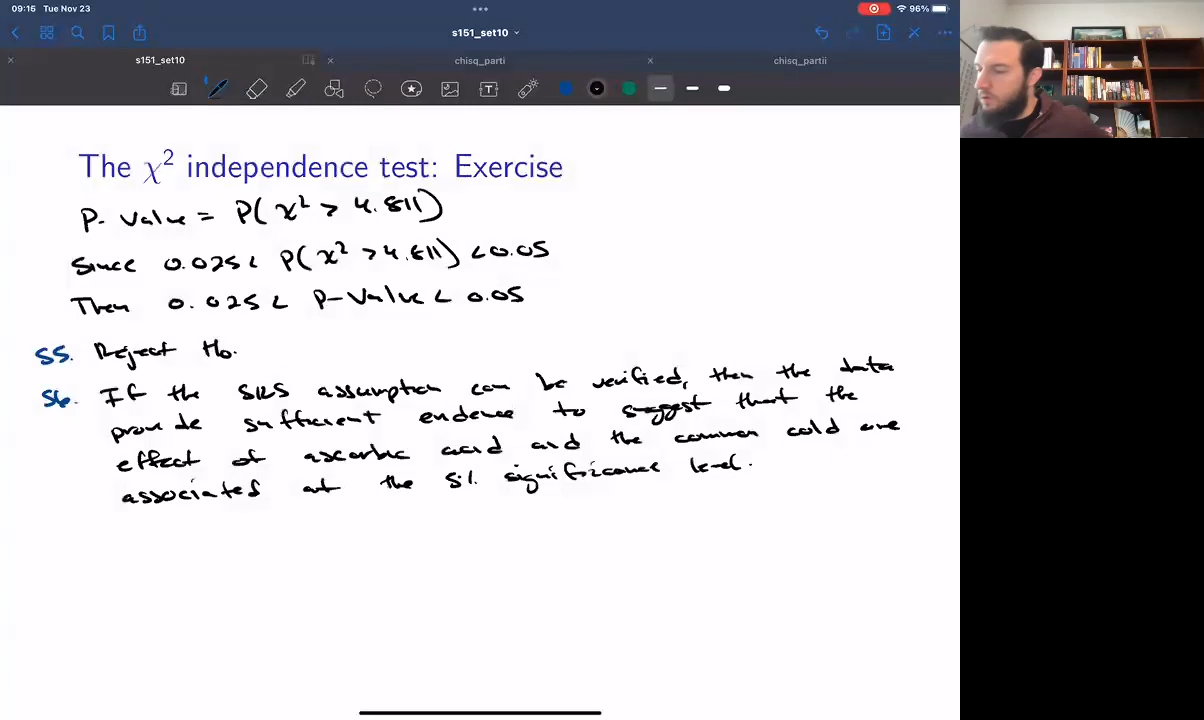 09:15 Tue Nov 23
96%
s151_set10
s151_set10
chisq_parti
chisq_partii
The χ² independence test: Exercise
P-Value = P(χ² > 4.811)
Since 0.025 < P(χ² > 4.811) < 0.05
Then 0.025 < P-Value < 0.05
S5. Reject H₀.
S6. If the SRS assumption can be verified, then the data
provide sufficient evidence to suggest that the
effect of ascorbic acid and the common cold are
associated at the 5% significance level.